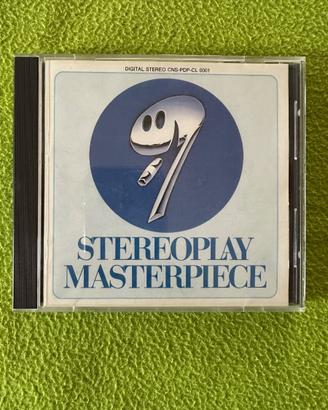 DIGITAL STEREO CNS-PDP-CL 0001
STEREOPLAY
MASTERPIECE